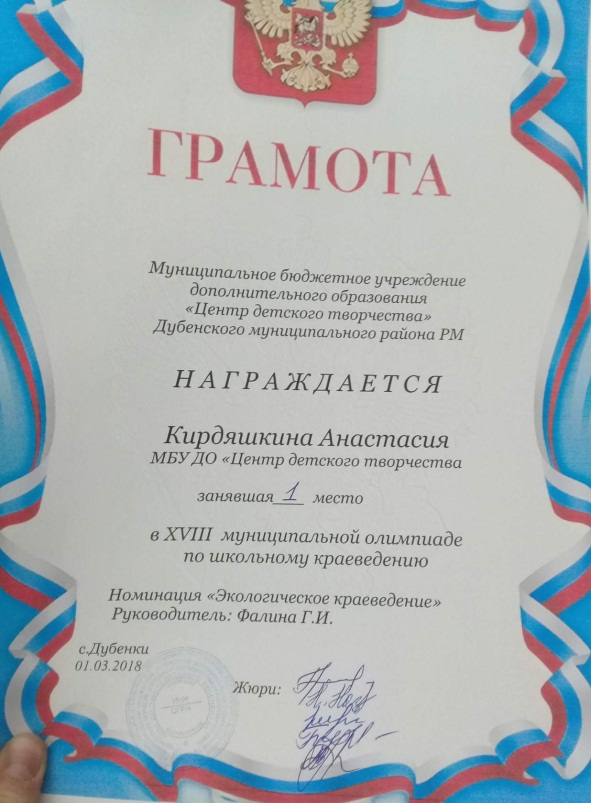 ГРАМОТА
Муниципальное бюджетное учреждение
дополнительного образования
«Центр детского творчества»
Дубенского муниципального района РМ
НАГРАЖДАЕТСЯ
Кирдяшкина Анастасия
МБУ ДО «Центр детского творчества
занявшая 1 место
в XVIII муниципальной олимпиаде
по школьному краеведению
Номинация «Экологическое краеведение»
Руководитель: Фалина Г.И.
с.Дубенки
01.03.2018
Жюри: